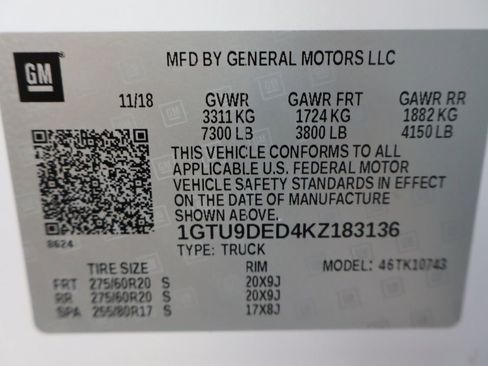 GM
MFD BY GENERAL MOTORS LLC
11/18 GVWR GAWR FRT GAWR RR
3311 KG 1724 KG 1882 KG
7300 LB 3800 LB 4150 LB
THIS VEHICLE CONFORMS TO ALL
APPLICABLE U.S. FEDERAL MOTOR
VEHICLE SAFETY STANDARDS IN EFFECT
ON THE DATE OF MANUFACTURE
SHOWN ABOVE.
8624
1GTU9DED4KZ183136
TYPE: TRUCK
TIRE SIZE RIM MODEL: 46TK10743
FRT 275/60R20 S 20X9J
RR 275/60R20 S 20X9J
SPA 255/80R17 S 17X8J